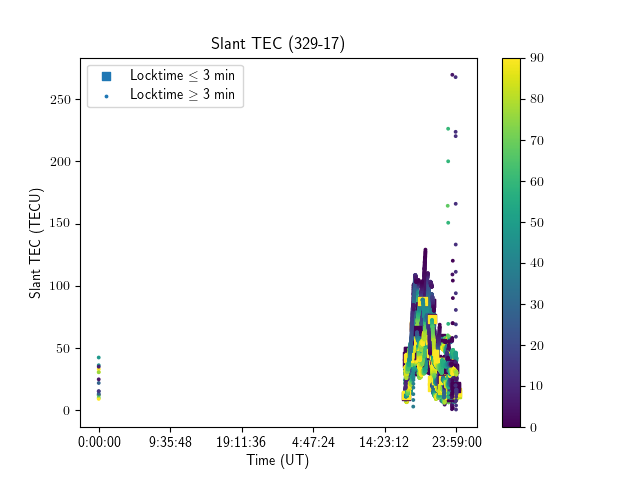 Slant TEC (329-17)
Locktime ≤ 3 min
Locktime ≥ 3 min
Slant TEC (TECU)
250
200
150
100
50
0
0:00:00 9:35:48 19:11:36 4:47:24 14:23:12 23:59:00
Time (UT)
90
80
70
60
50
40
30
20
10
0